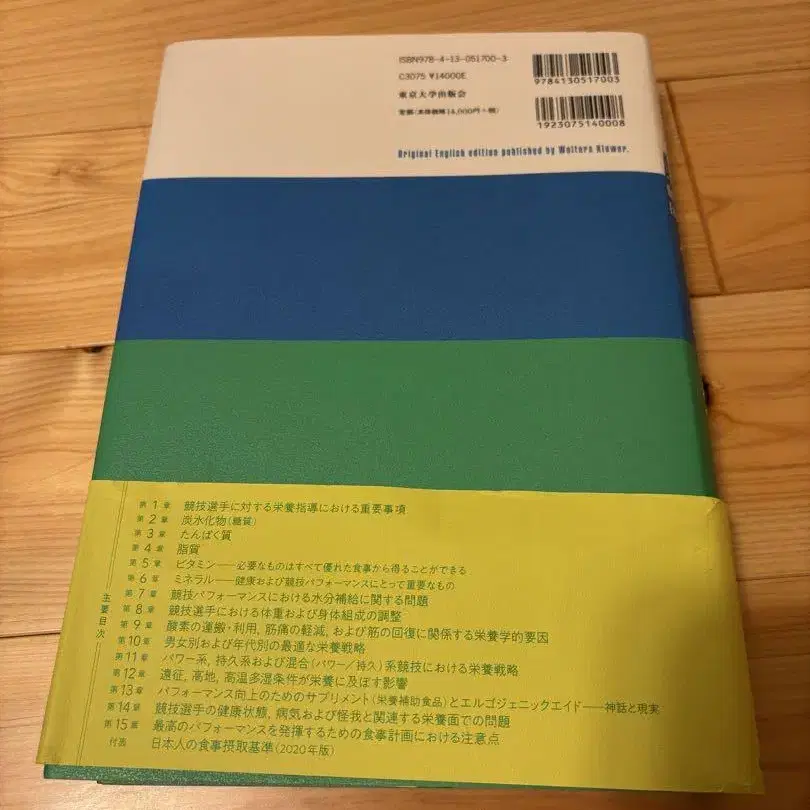 ISBN978-4-13-051700-3
C3075 ¥14000E
東京大学出版会
定価(本体価格14,000円+税)
9784130517003
1923075140008
Original English edition published by Wolters Kluwer.
主要目次
第1章 競技選手に対する栄養指導における重要事項
第2章 炭水化物(糖質)
第3章 たんぱく質
第4章 脂質
第5章 ビタミン──必要なものはすべて優れた食事から得ることができる
第6章 ミネラル──健康および競技パフォーマンスにとって重要なもの
第7章 競技パフォーマンスにおける水分補給に関する問題
第8章 競技選手における体重および身体組成の調整
第9章 酸素の運搬・利用, 筋痛の軽減, および筋の回復に関係する栄養学的要因
第10章 男女別および年代別の最適な栄養戦略
第11章 パワー系, 持久系および混合(パワー/持久)系競技における栄養戦略
第12章 遠征, 高地, 高温多湿条件が栄養に及ぼす影響
第13章 パフォーマンス向上のためのサプリメント(栄養補助食品)とエルゴジェニックエイド──神話と現実
第14章 競技選手の健康状態, 病気および怪我と関連する栄養面での問題
第15章 最高のパフォーマンスを発揮するための食事計画における注意点
付表 日本人の食事摂取基準(2020年版)